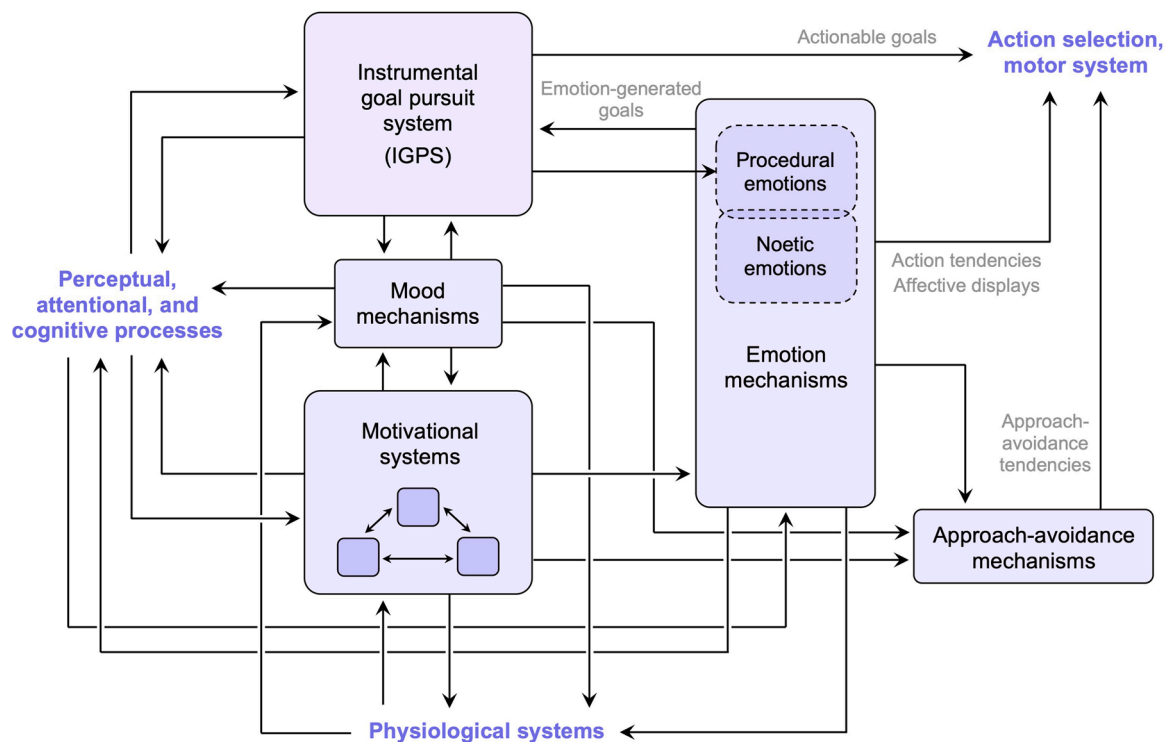 Instrumental
goal pursuit
system
(IGPS)
Actionable goals
Action selection,
motor system
Emotion-generated
goals
Procedural
emotions
Noetic
emotions
Action tendencies
Affective displays
Perceptual,
attentional, and
cognitive processes
Mood
mechanisms
Emotion
mechanisms
Motivational
systems
Approach-
avoidance
tendencies
Approach-avoidance
mechanisms
Physiological systems